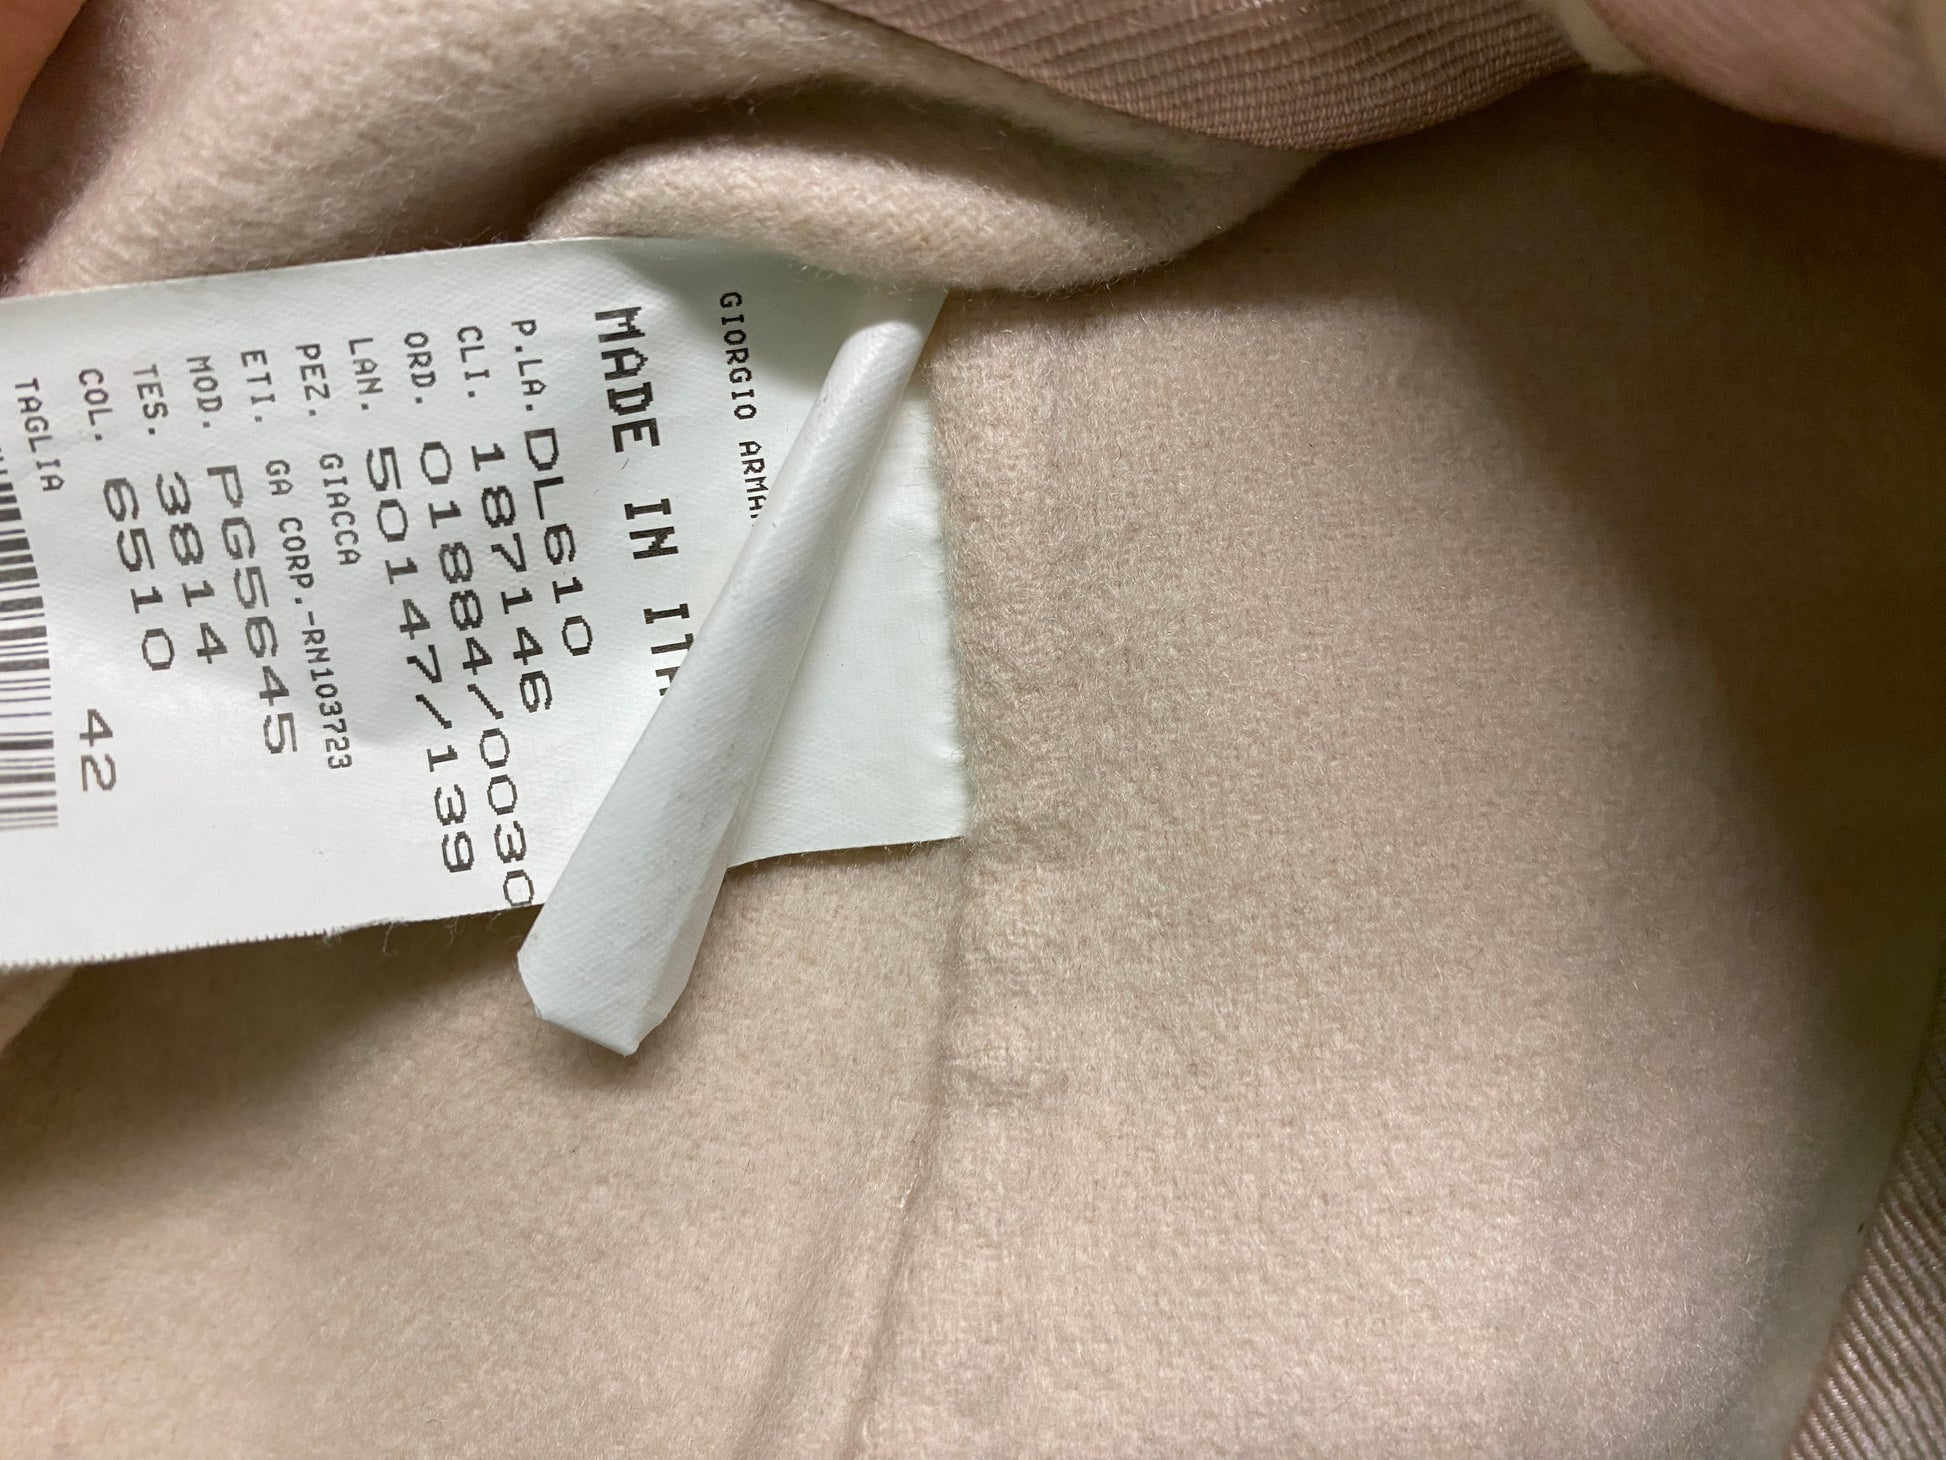 GIORGIO ARMA
MADE IN ITA
P.LA. DL610
CLI. 187146
ORD. 01884/0030
LAN. 50147/139
PEZ. GIACCA
ETI. GA CORP.-RN103723
MOD. PG5645
TES. 3814
COL. 6510
TAGLIA 42